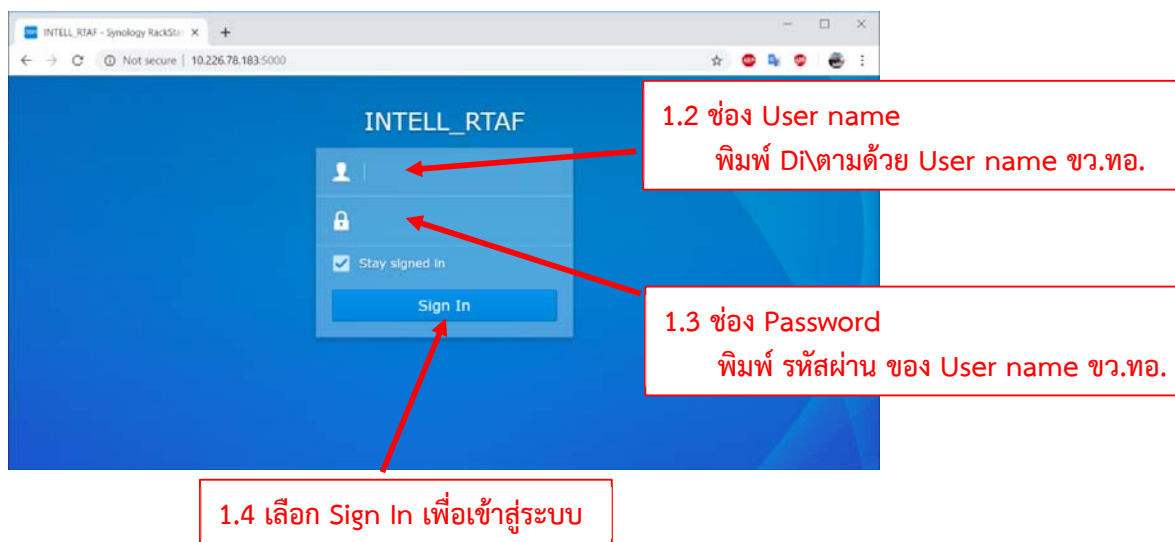 INTELL_RTAF - Synology RackSta
Not secure | 10.226.78.183:5000
INTELL_RTAF
1.2 ช่อง User name
พิมพ์ Di\ตามด้วย User name ขว.ทอ.
Stay signed in
Sign In
1.3 ช่อง Password
พิมพ์ รหัสผ่าน ของ User name ขว.ทอ.
1.4 เลือก Sign In เพื่อเข้าสู่ระบบ